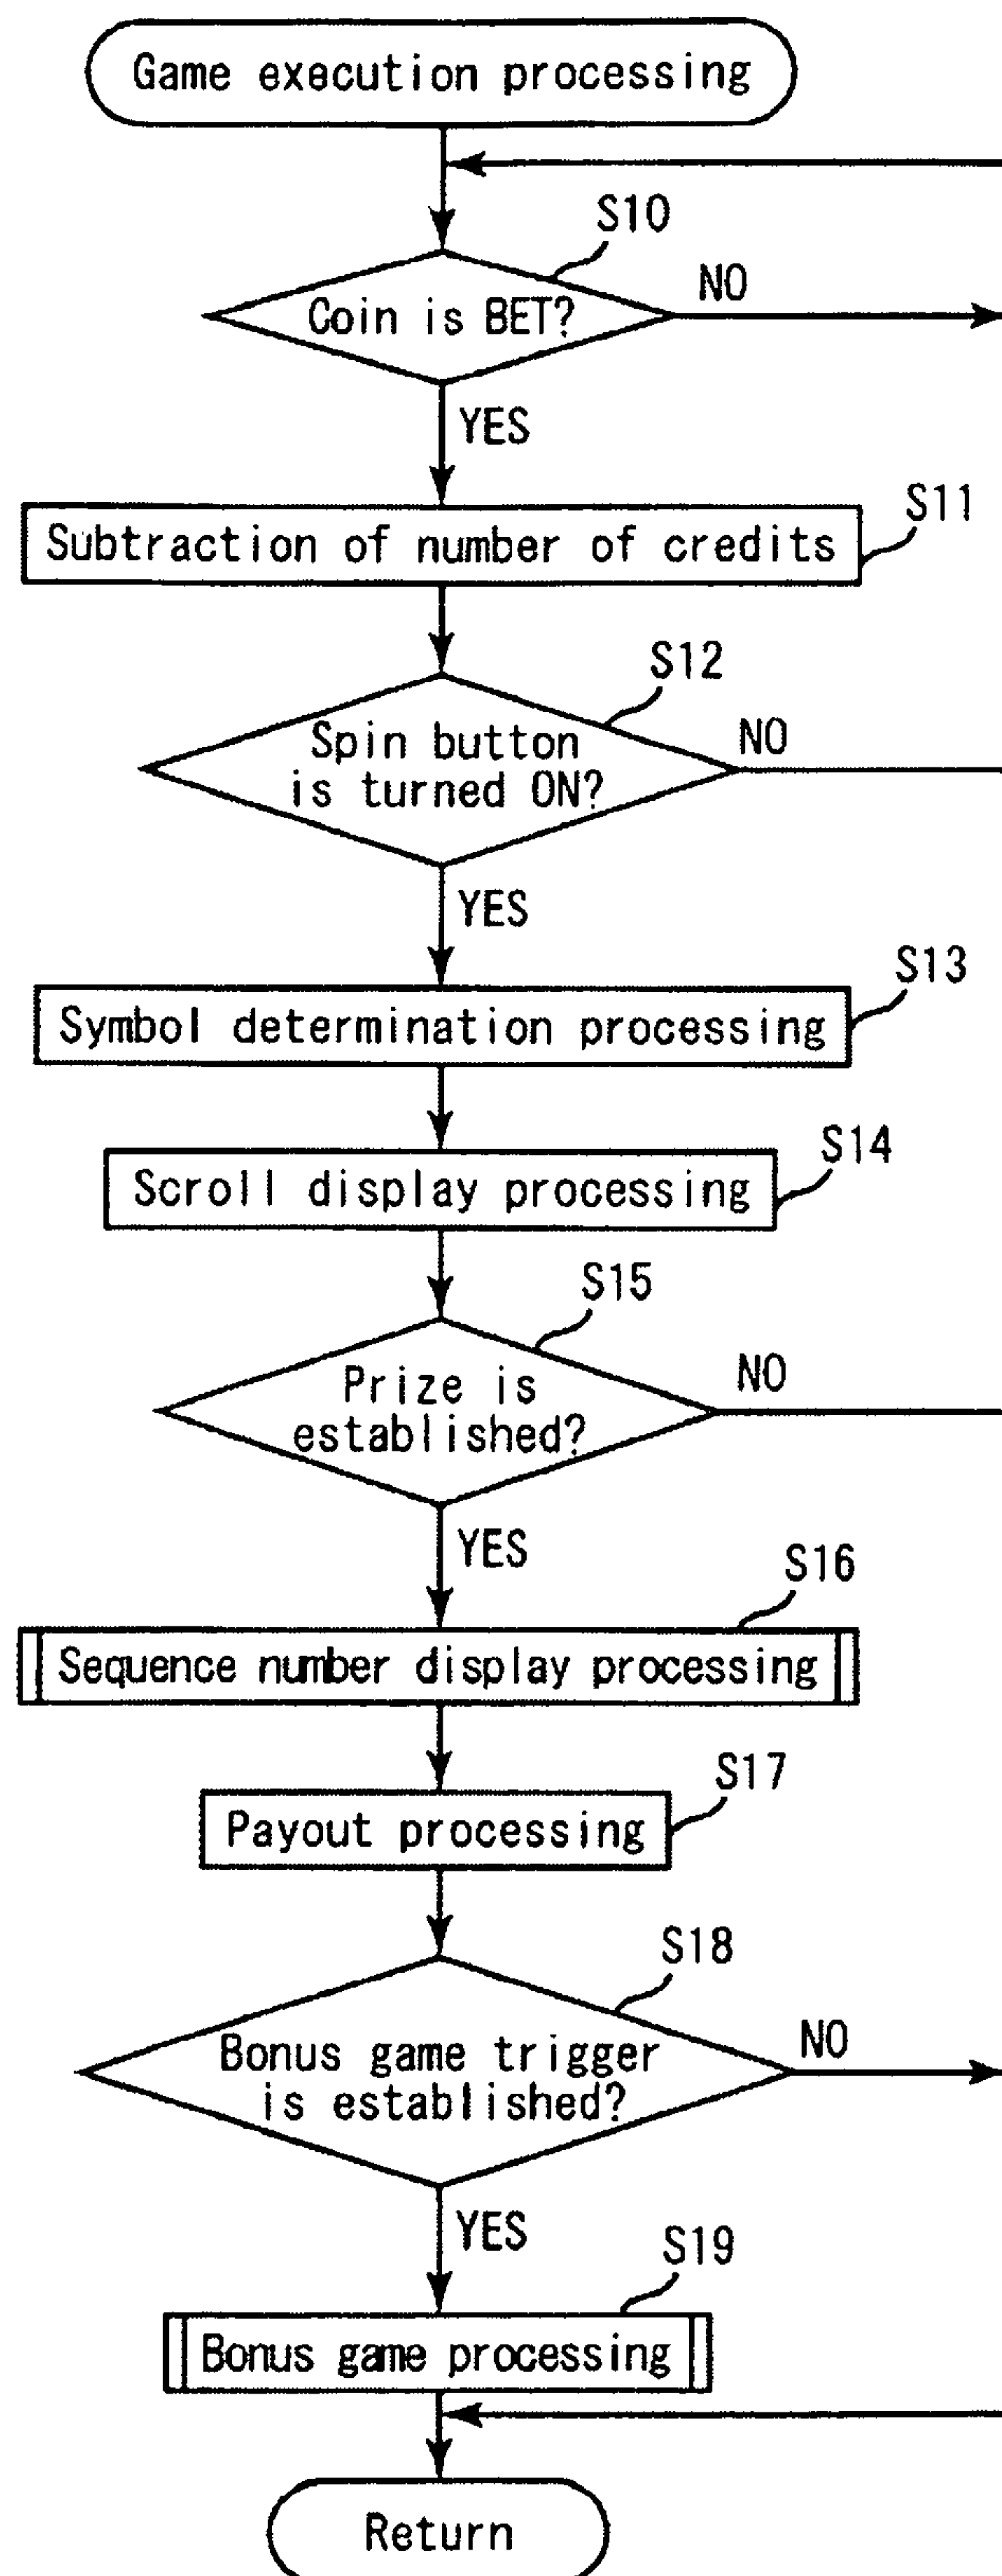 Game execution processing
S10
Coin is BET?
NO
YES
S11
Subtraction of number of credits
S12
Spin button
is turned ON?
NO
YES
S13
Symbol determination processing
S14
Scroll display processing
S15
Prize is
established?
NO
YES
S16
Sequence number display processing
S17
Payout processing
S18
Bonus game trigger
is established?
NO
YES
S19
Bonus game processing
Return